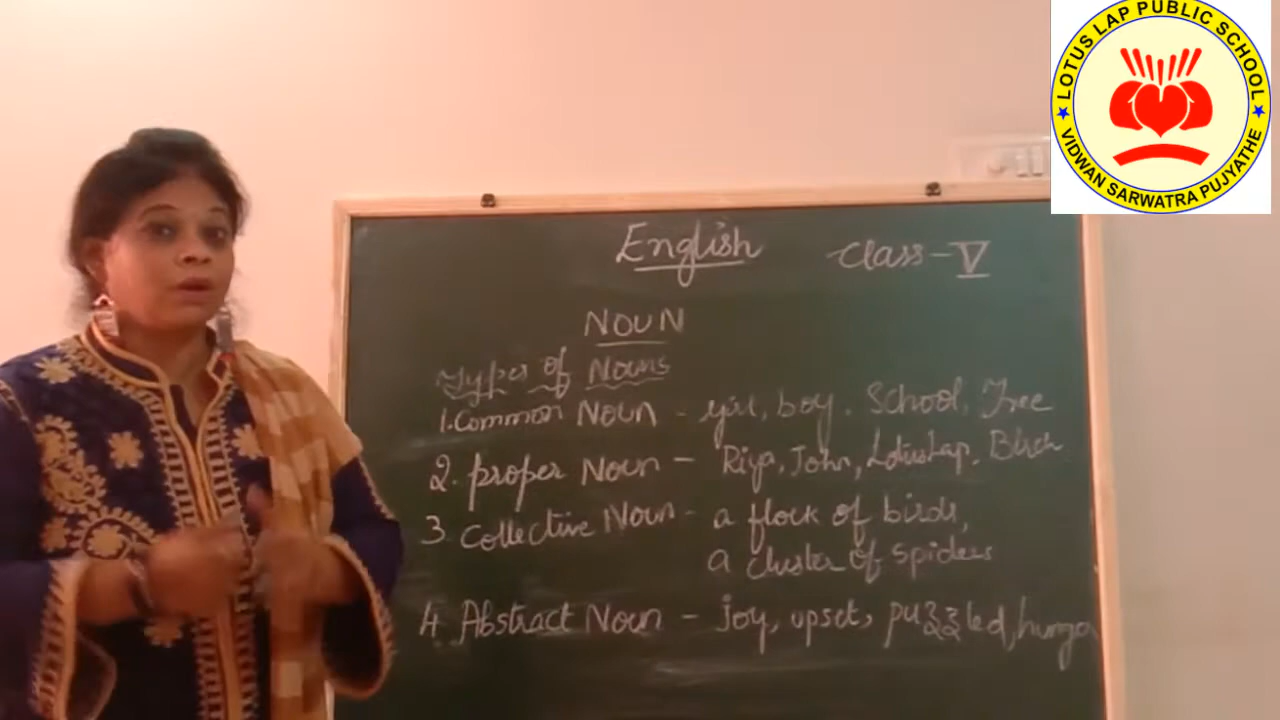 LOTUS LAP PUBLIC SCHOOL
VIDWAN SARWATRA PUJYATHE
English Class-V
NOUN
Types of Nouns
1. Common Noun - girl, boy, School, Tree
2. proper Noun - Riya, John, LotusLap, Birch
3. Collective Noun - a flock of birds,
a cluster of spiders
4. Abstract Noun - joy, upset, puzzled,